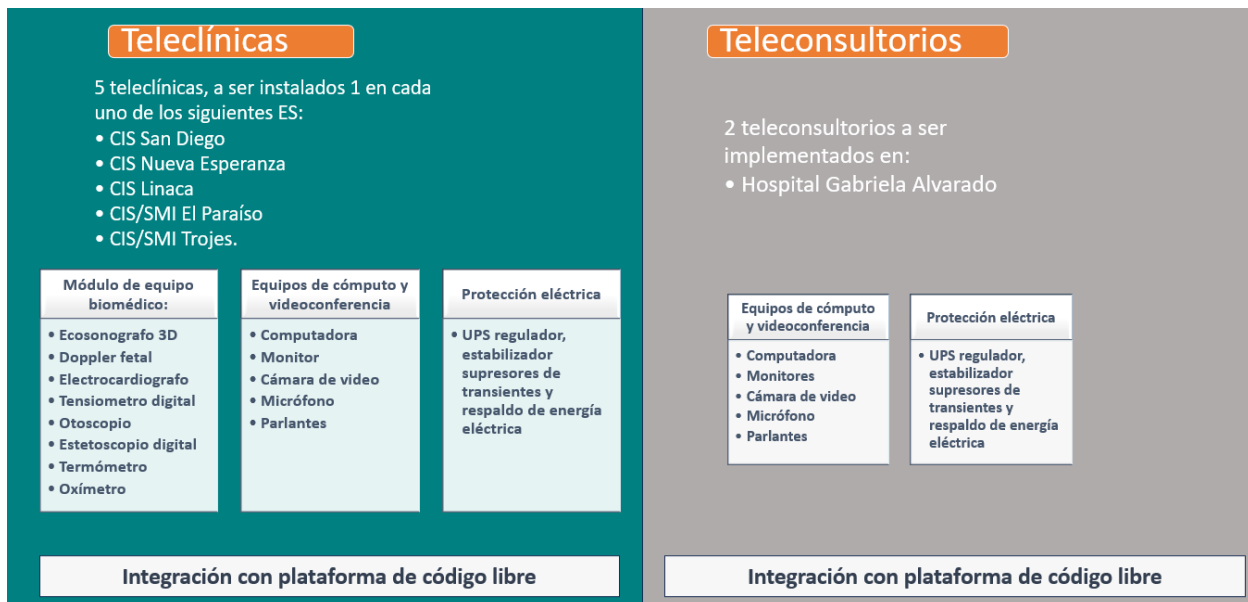 Teleclínicas
5 teleclínicas, a ser instalados 1 en cada
uno de los siguientes ES:
• CIS San Diego
• CIS Nueva Esperanza
• CIS Linaca
• CIS/SMI El Paraíso
• CIS/SMI Trojes.
Módulo de equipo
biomédico:
• Ecosonografo 3D
• Doppler fetal
• Electrocardiografo
• Tensiometro digital
• Otoscopio
• Estetoscopio digital
• Termómetro
• Oxímetro
Equipos de cómputo y
videoconferencia
• Computadora
• Monitor
• Cámara de video
• Micrófono
• Parlantes
Protección eléctrica
• UPS regulador,
estabilizador
supresores de
transientes y
respaldo de energía
eléctrica
Integración con plataforma de código libre
Teleconsultorios
2 teleconsultorios a ser
implementados en:
• Hospital Gabriela Alvarado
Equipos de cómputo
y videoconferencia
• Computadora
• Monitores
• Cámara de video
• Micrófono
• Parlantes
Protección eléctrica
• UPS regulador,
estabilizador
supresores de
transientes y
respaldo de energía
eléctrica
Integración con plataforma de código libre